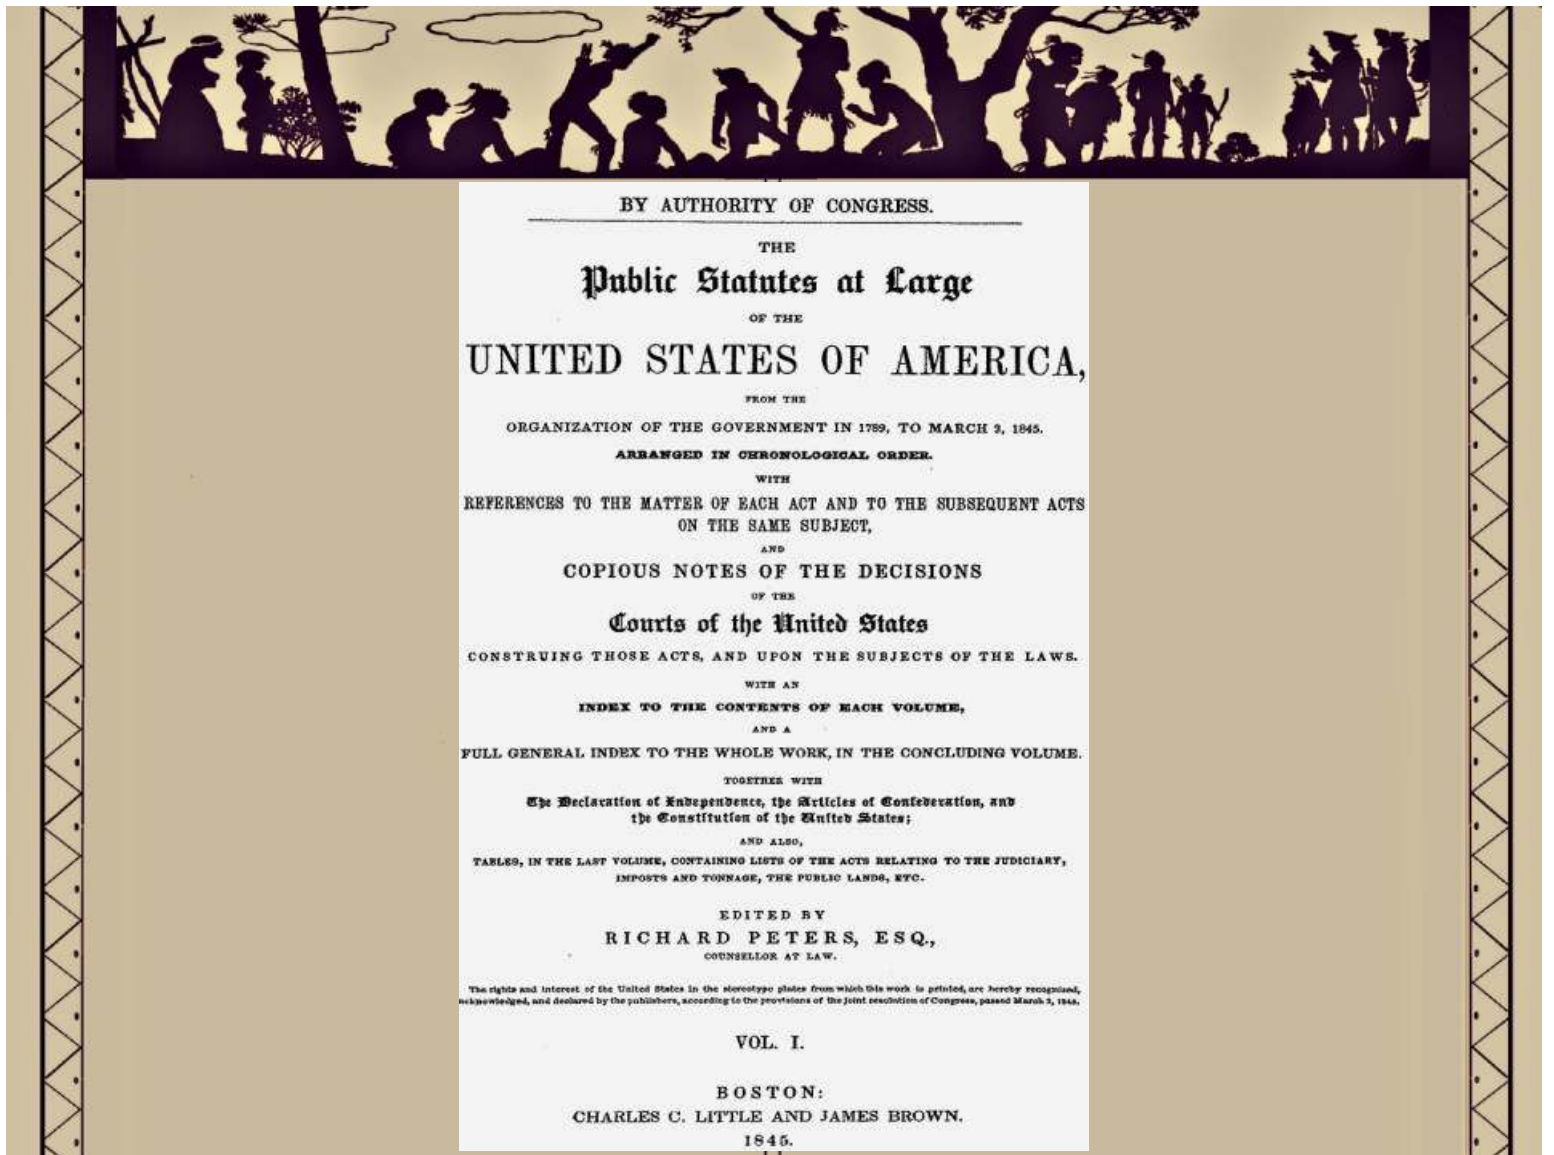 BY AUTHORITY OF CONGRESS.
THE
Public Statutes at Large
OF THE
UNITED STATES OF AMERICA,
FROM THE
ORGANIZATION OF THE GOVERNMENT IN 1789, TO MARCH 3, 1845.
ARRANGED IN CHRONOLOGICAL ORDER.
WITH
REFERENCES TO THE MATTER OF EACH ACT AND TO THE SUBSEQUENT ACTS
ON THE SAME SUBJECT,
AND
COPIOUS NOTES OF THE DECISIONS
OF THE
Courts of the United States
CONSTRUING THOSE ACTS, AND UPON THE SUBJECTS OF THE LAWS.
WITH AN
INDEX TO THE CONTENTS OF EACH VOLUME,
AND A
FULL GENERAL INDEX TO THE WHOLE WORK, IN THE CONCLUDING VOLUME.
TOGETHER WITH
The Declaration of Independence, the Articles of Confederation, and
the Constitution of the United States;
AND ALSO,
TABLES, IN THE LAST VOLUME, CONTAINING LISTS OF THE ACTS RELATING TO THE JUDICIARY,
IMPOSTS AND TONNAGE, THE PUBLIC LANDS, ETC.
EDITED BY
RICHARD PETERS, ESQ.,
COUNSELLOR AT LAW.
The rights and interest of the United States in the stereotype plates from which this work is printed, are hereby recognised,
acknowledged, and declared by the publishers, according to the provisions of the joint resolution of Congress, passed March 3, 1845.
VOL. I.
BOSTON:
CHARLES C. LITTLE AND JAMES BROWN.
1845.